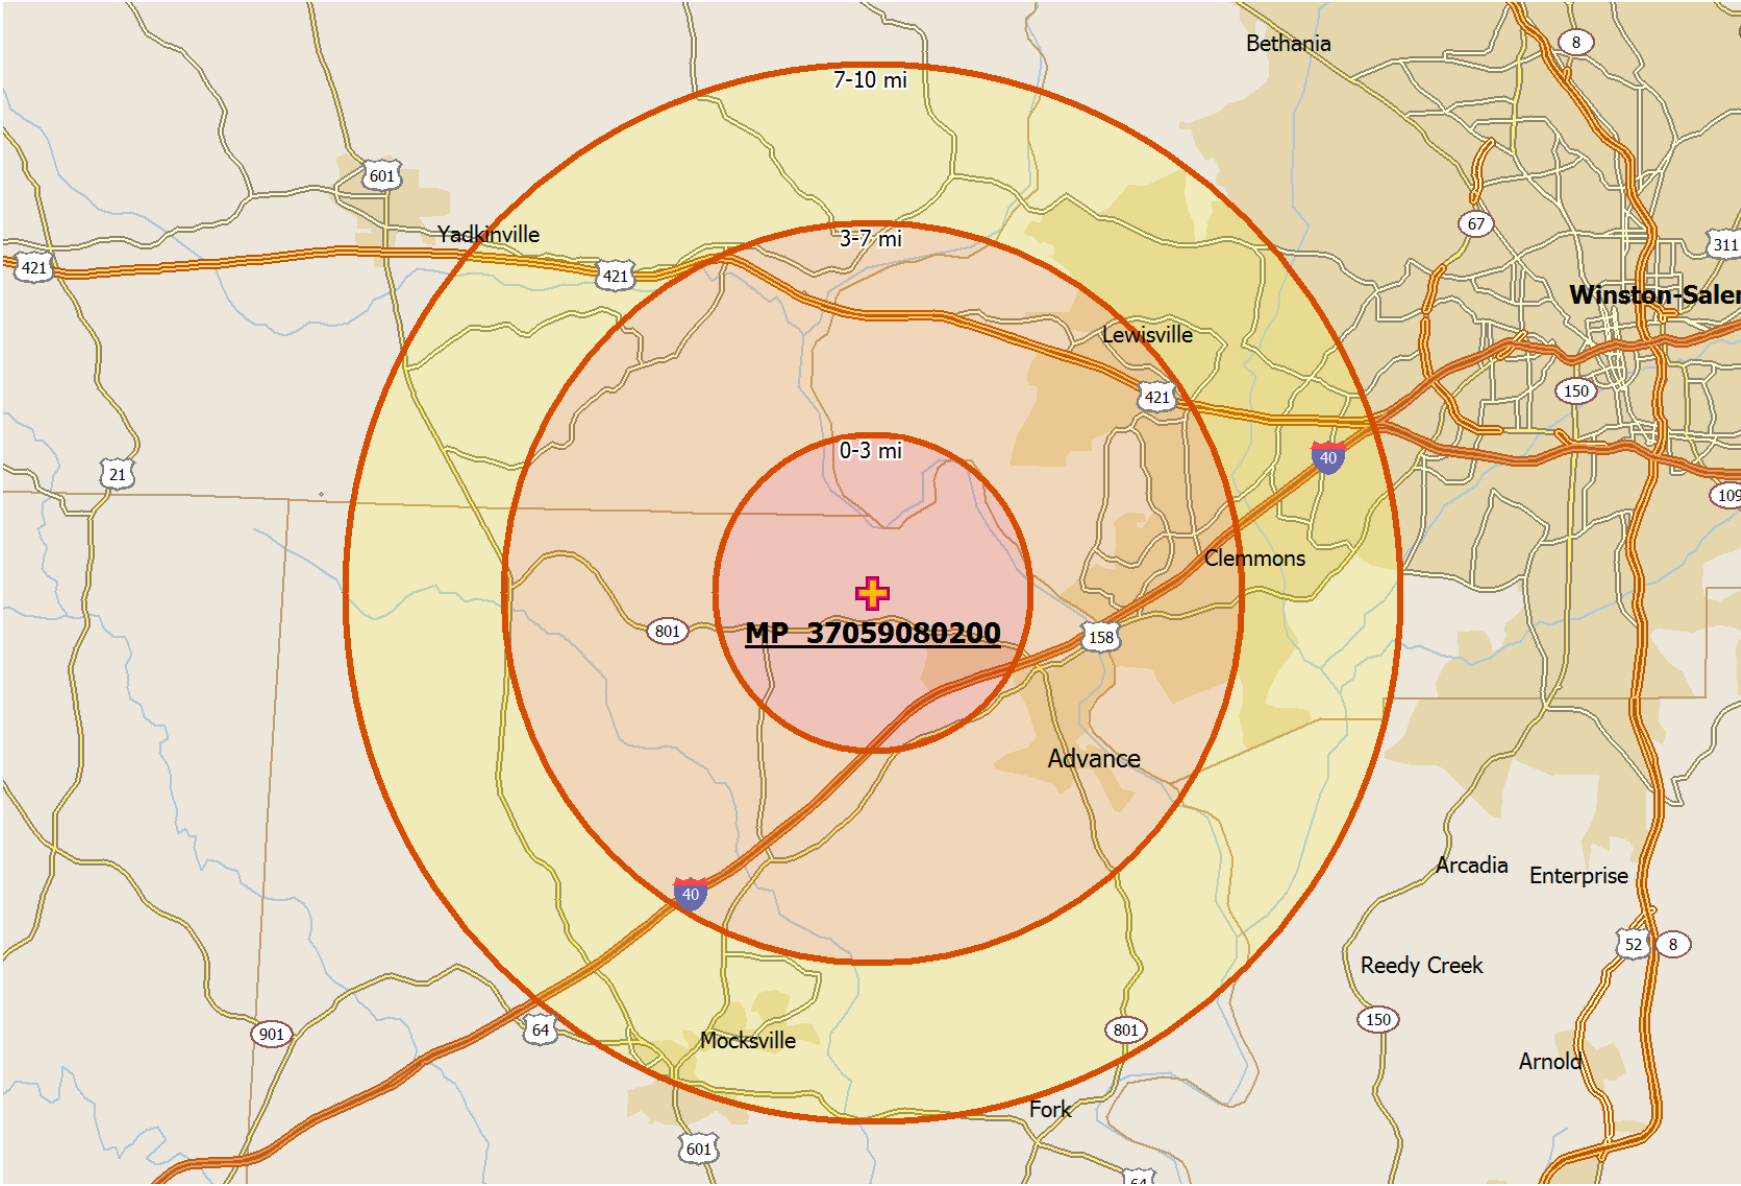 Bethania
8
7-10 mi
601
67
Yadkinville
3-7 mi
311
421
421
Winston-Saler
Lewisville
150
421
0-3 mi
40
21
109
Clemmons
801
MP 37059080200
158
Advance
Arcadia
Enterprise
40
52
8
Reedy Creek
150
901
64
Mocksville
801
Arnold
Fork
601
64